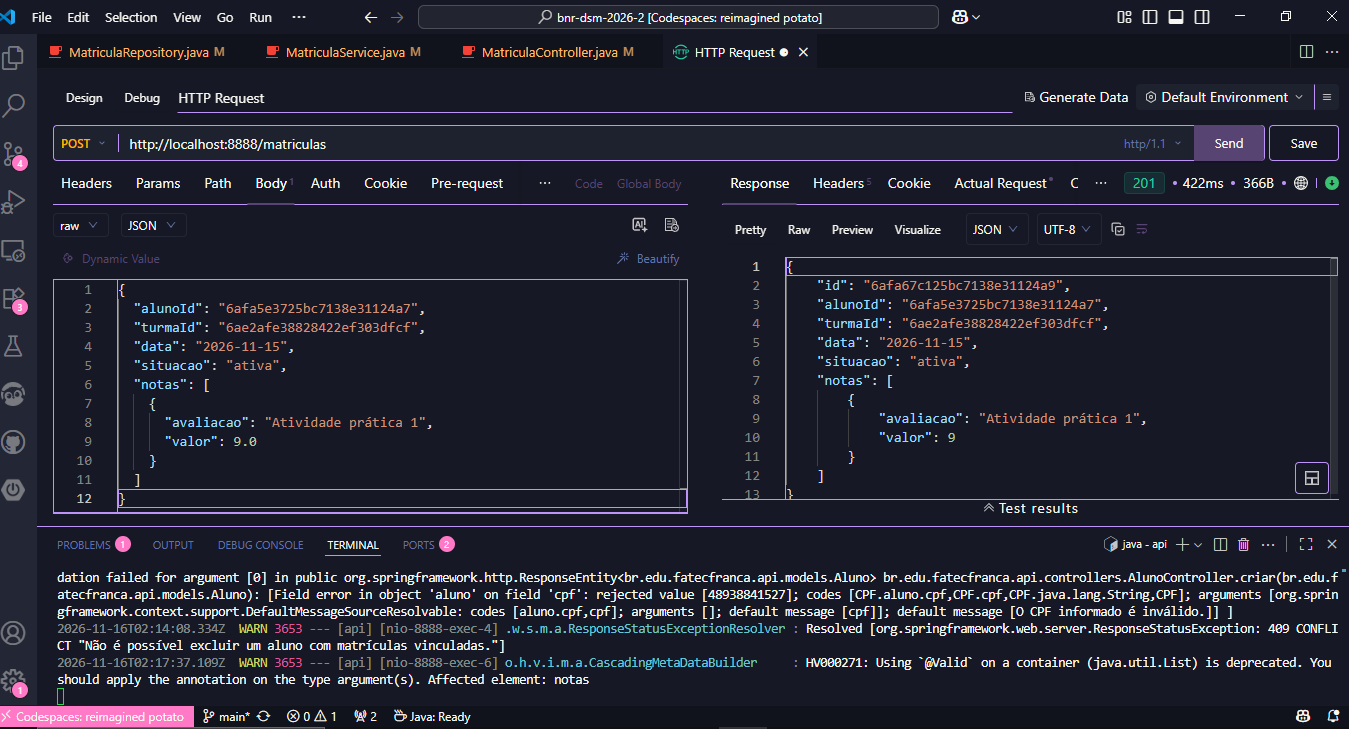 File Edit Selection View Go Run ··· bnr-dsm-2026-2 [Codespaces: reimagined potato]
MatriculaRepository.java M MatriculaService.java M MatriculaController.java M HTTP Request
Design Debug HTTP Request Generate Data Default Environment
POST http://localhost:8888/matriculas http/1.1 Send Save
Headers Params Path Body 1 Auth Cookie Pre-request ··· Code Global Body
Response Headers 5 Cookie Actual Request * C ··· 201 • 422ms • 366B •
raw JSON
Pretty Raw Preview Visualize JSON UTF-8
Dynamic Value Beautify
1 {
2 "alunoId": "6afa5e3725bc7138e31124a7",
3 "turmaId": "6ae2afe38828422ef303dfcf",
4 "data": "2026-11-15",
5 "situacao": "ativa",
6 "notas": [
7 {
8 "avaliacao": "Atividade prática 1",
9 "valor": 9.0
10 }
11 ]
12 }
1 {
2 "id": "6afa67c125bc7138e31124a9",
3 "alunoId": "6afa5e3725bc7138e31124a7",
4 "turmaId": "6ae2afe38828422ef303dfcf",
5 "data": "2026-11-15",
6 "situacao": "ativa",
7 "notas": [
8 {
9 "avaliacao": "Atividade prática 1",
10 "valor": 9
11 }
12 ]
13 }
Test results
4
3
1
PROBLEMS 1 OUTPUT DEBUG CONSOLE TERMINAL PORTS 2 java - api
dation failed for argument [0] in public org.springframework.http.ResponseEntity<br.edu.fatecfranca.api.models.Aluno> br.edu.fatecfranca.api.controllers.AlunoController.criar(br.edu.f
atecfranca.api.models.Aluno): [Field error in object 'aluno' on field 'cpf': rejected value [48938841527]; codes [CPF.aluno.cpf,CPF.cpf,CPF.java.lang.String,CPF]; arguments [org.sprin
gframework.context.support.DefaultMessageSourceResolvable: codes [aluno.cpf,cpf]; arguments []; default message [cpf]]; default message [O CPF informado é inválido.]] ]
2026-11-16T02:14:08.334Z WARN 3653 --- [api] [nio-8888-exec-4] .w.s.m.a.ResponseStatusExceptionResolver : Resolved [org.springframework.web.server.ResponseStatusException: 409 CONFLI
CT "Não é possível excluir um aluno com matrículas vinculadas."]
2026-11-16T02:17:37.109Z WARN 3653 --- [api] [nio-8888-exec-6] o.h.v.i.m.a.CascadingMetaDataBuilder : HV000271: Using `@Valid` on a container (java.util.List) is deprecated. You
should apply the annotation on the type argument(s). Affected element: notas
Codespaces: reimagined potato main* 0 1 2 Java: Ready